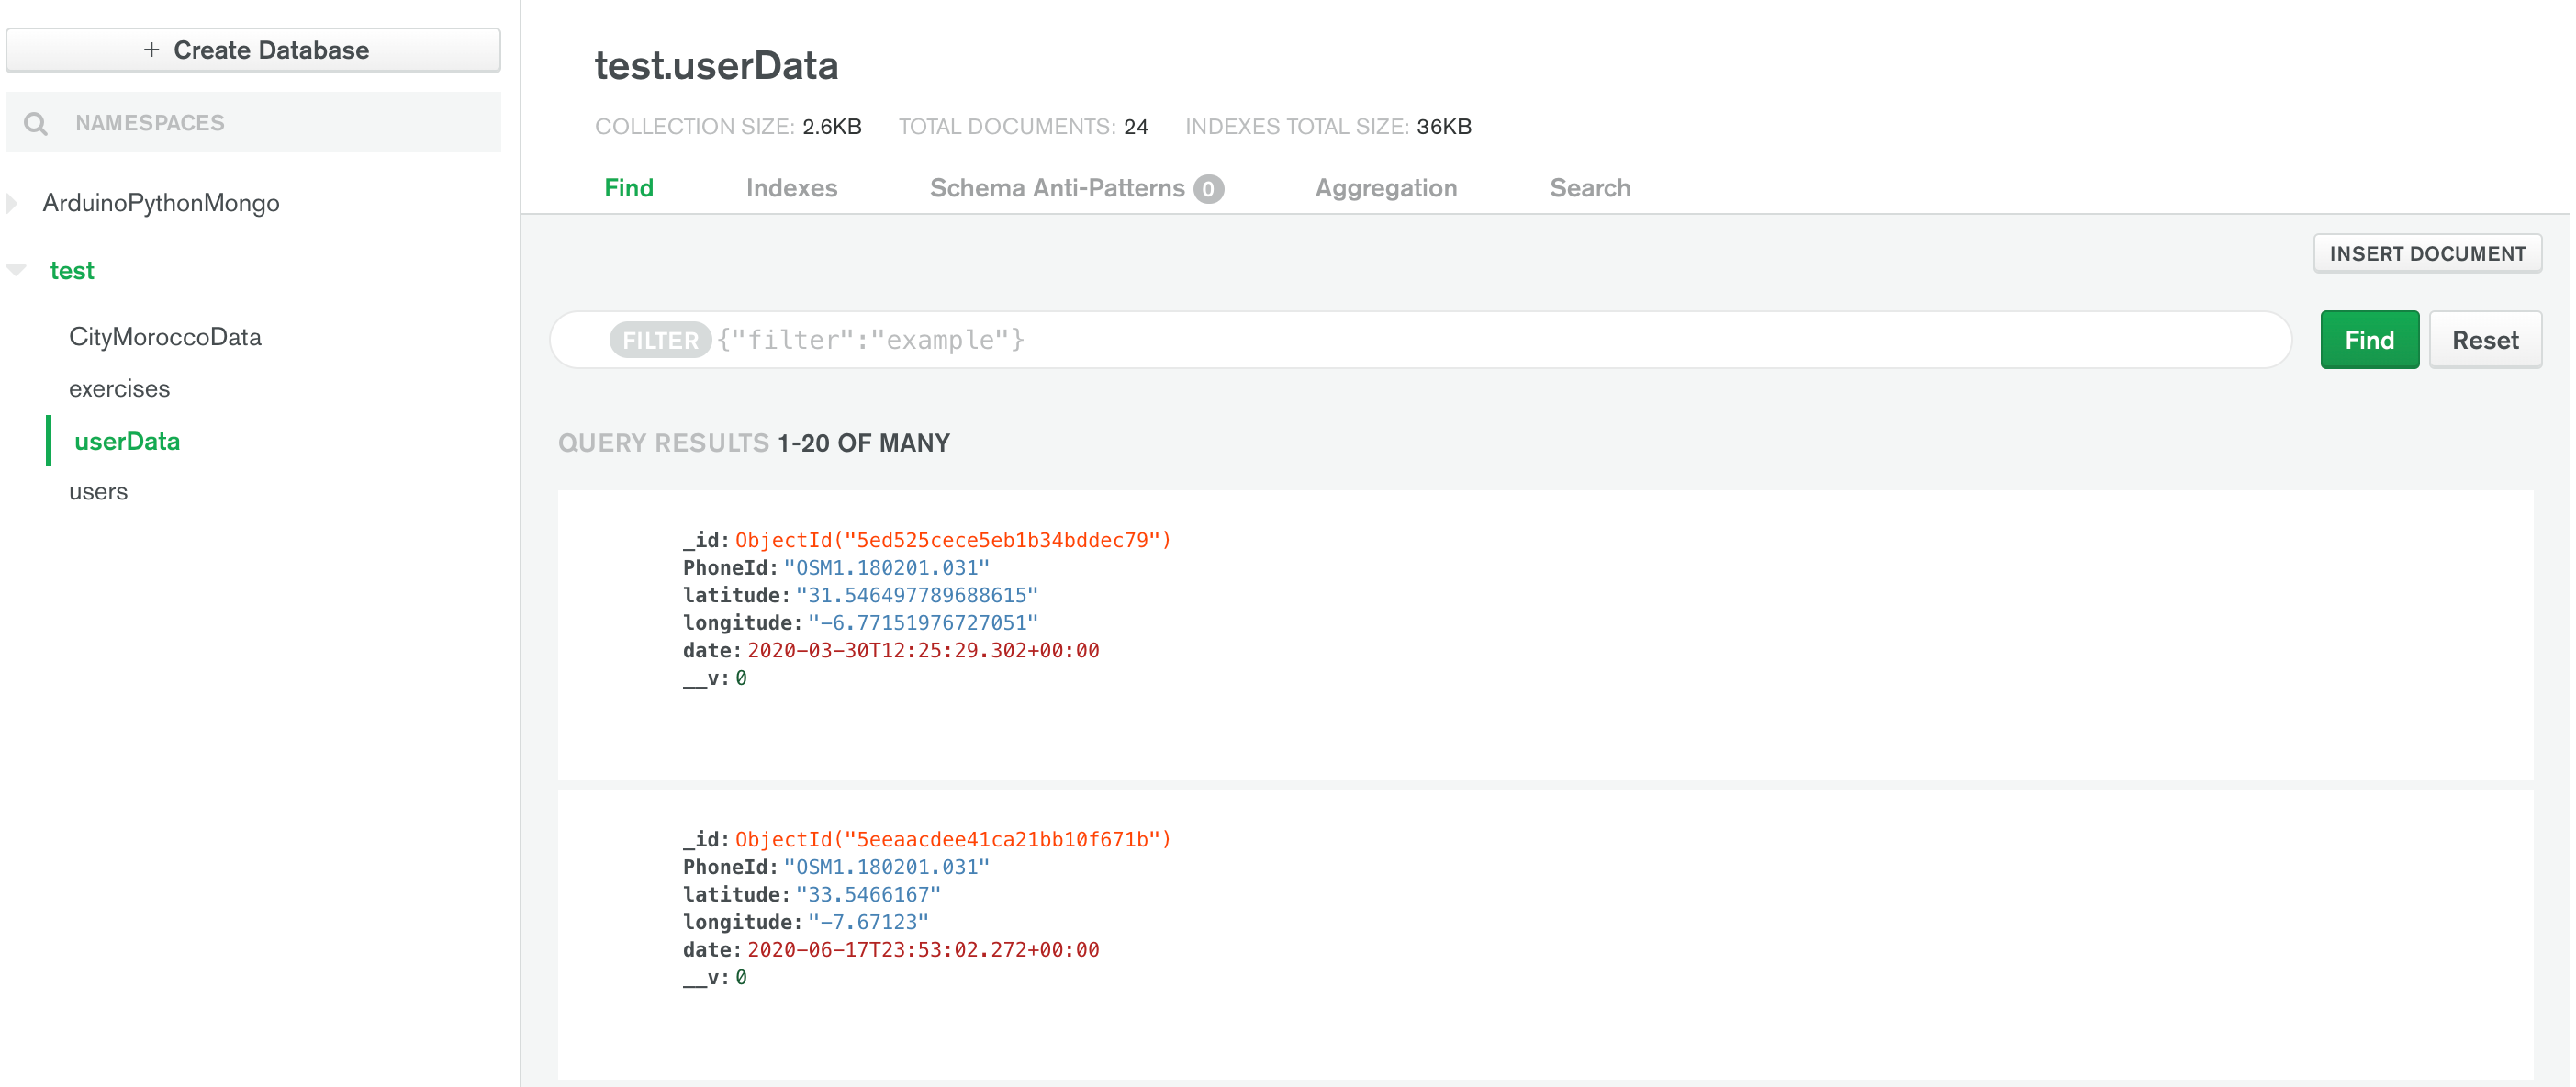 + Create Database
NAMESPACES
ArduinoPythonMongo
test
CityMoroccoData
exercises
userData
users
test.userData
COLLECTION SIZE: 2.6KB TOTAL DOCUMENTS: 24 INDEXES TOTAL SIZE: 36KB
Find Indexes Schema Anti-Patterns 0 Aggregation Search
INSERT DOCUMENT
FILTER {"filter":"example"} Find Reset
QUERY RESULTS 1-20 OF MANY
_id: ObjectId("5ed525cece5eb1b34bddec79")
PhoneId: "OSM1.180201.031"
latitude: "31.546497789688615"
longitude: "-6.77151976727051"
date: 2020-03-30T12:25:29.302+00:00
__v: 0
_id: ObjectId("5eeaacdee41ca21bb10f671b")
PhoneId: "OSM1.180201.031"
latitude: "33.5466167"
longitude: "-7.67123"
date: 2020-06-17T23:53:02.272+00:00
__v: 0